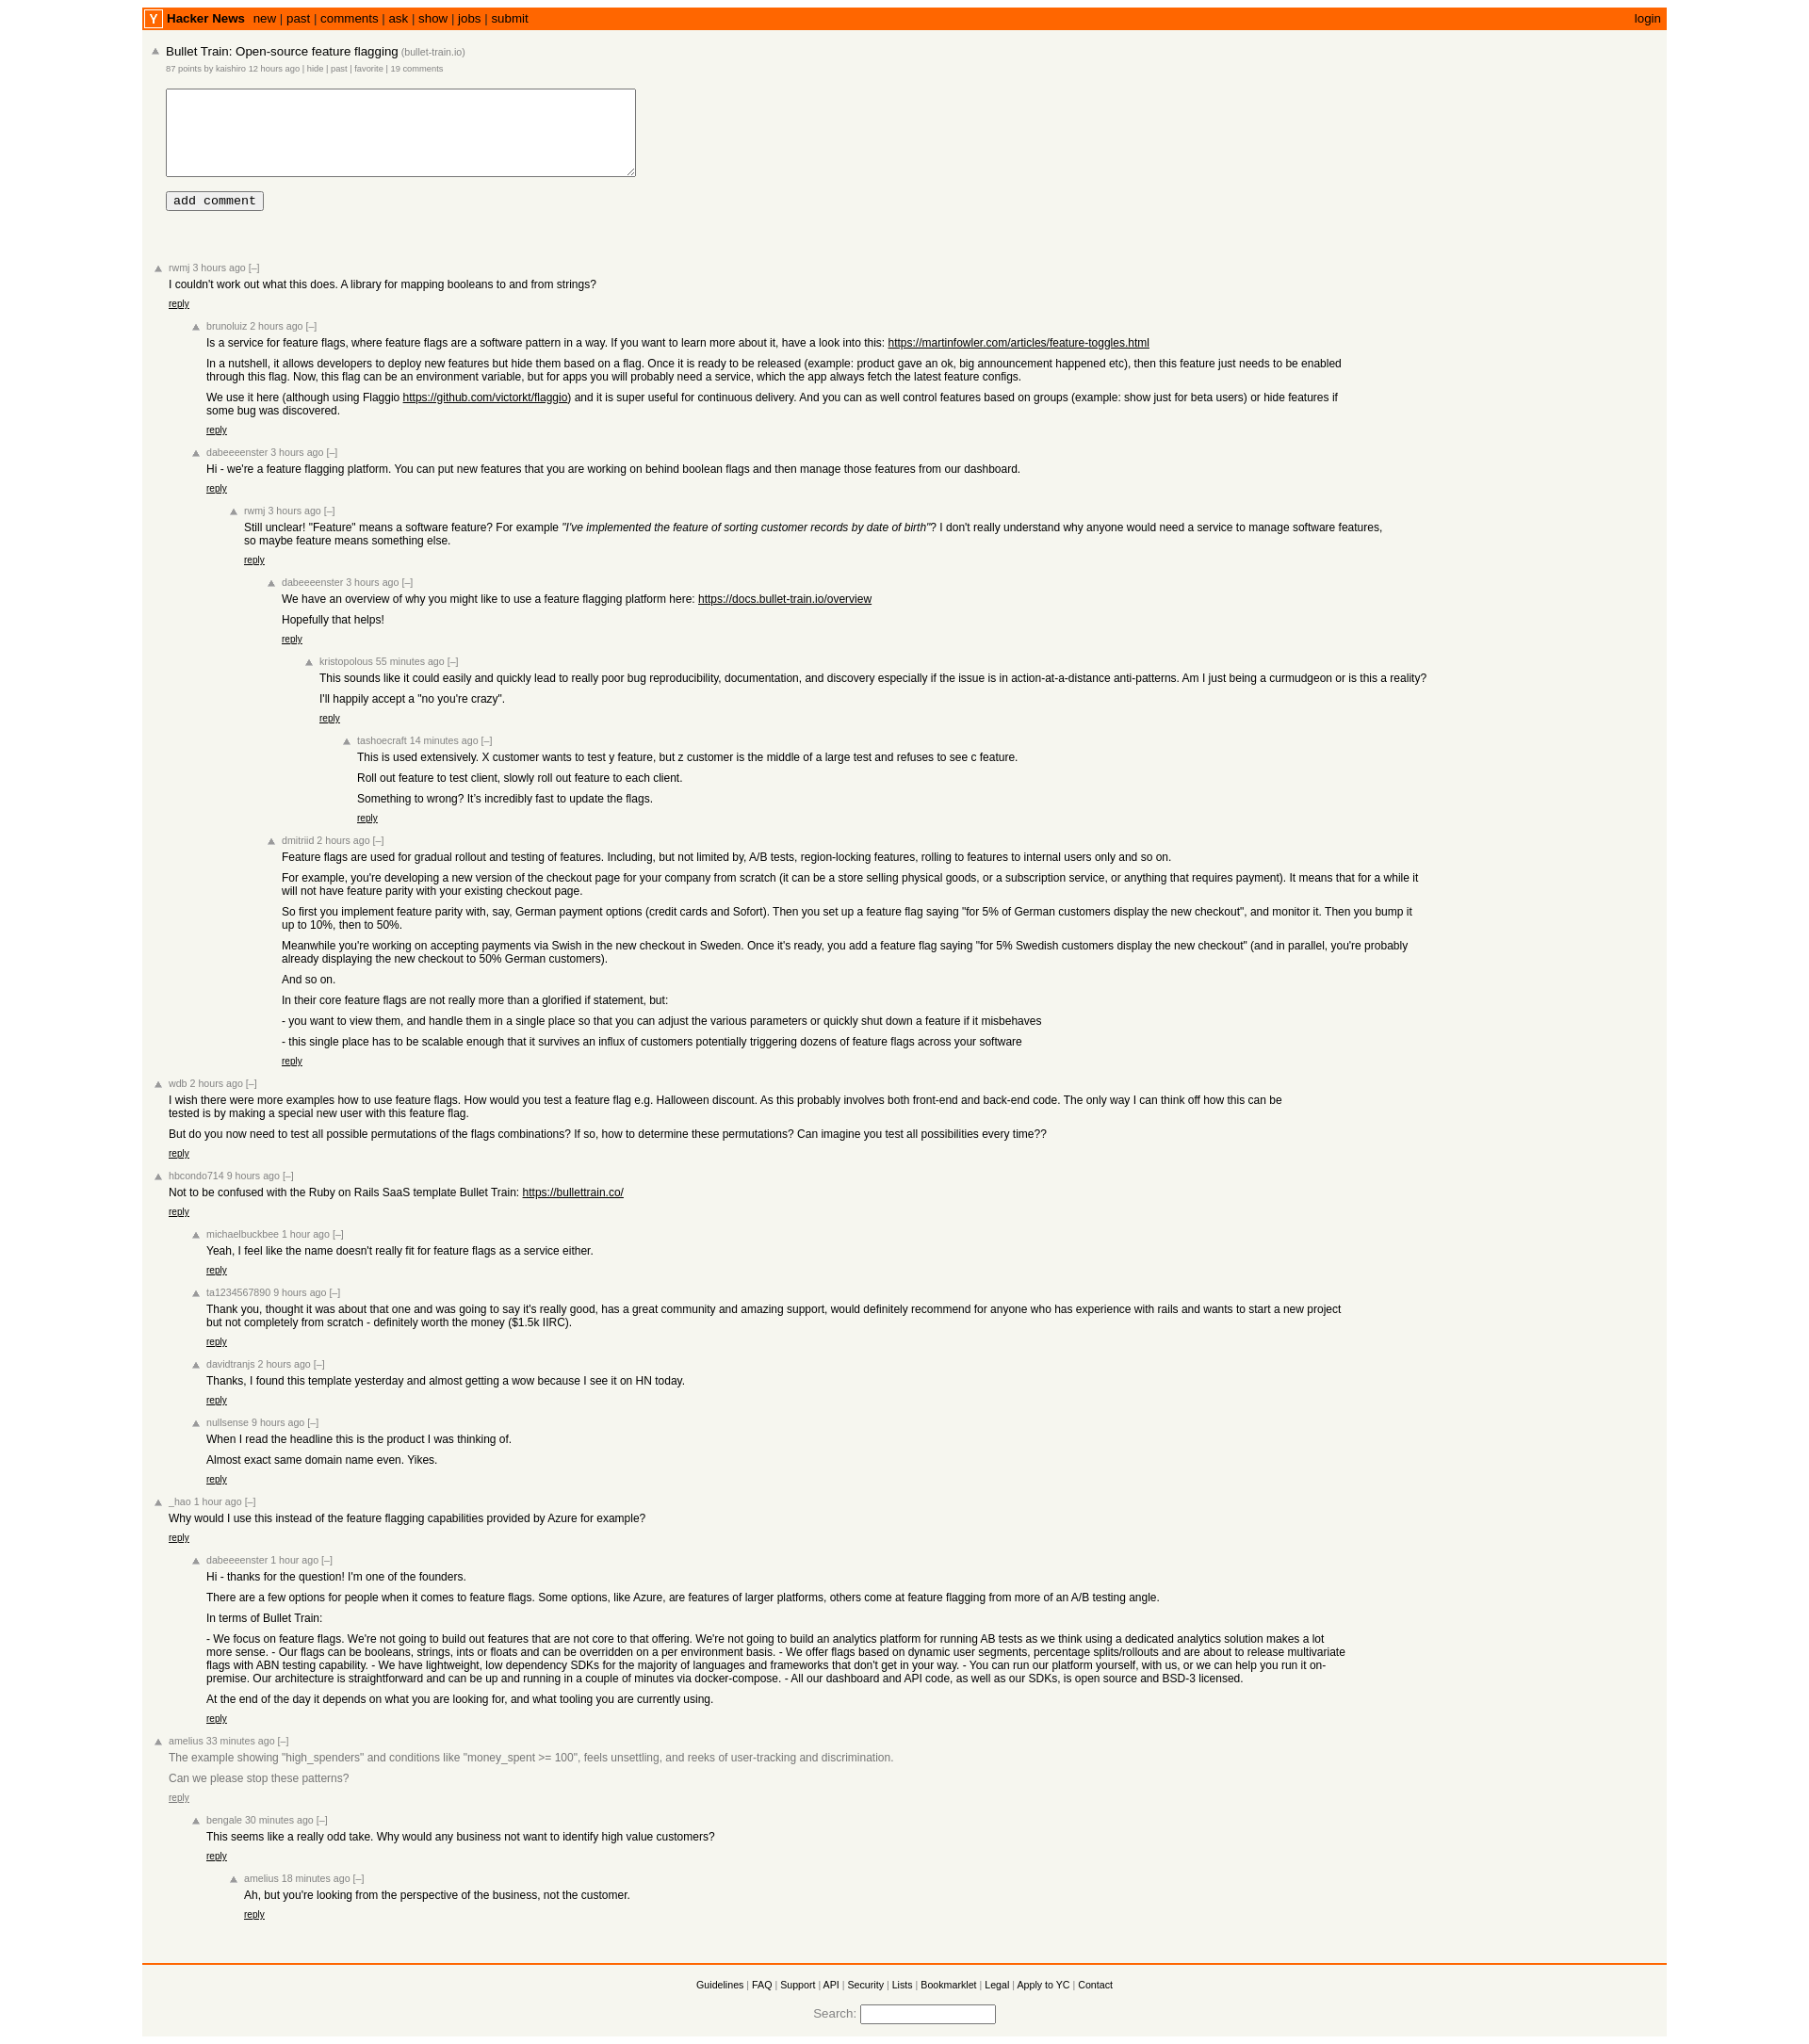 Y Hacker News new | past | comments | ask | show | jobs | submit login
Bullet Train: Open-source feature flagging (bullet-train.io)
87 points by kaishiro 12 hours ago | hide | past | favorite | 19 comments
add comment
rwmj 3 hours ago [–]
I couldn't work out what this does. A library for mapping booleans to and from strings?
reply
brunoluiz 2 hours ago [–]
Is a service for feature flags, where feature flags are a software pattern in a way. If you want to learn more about it, have a look into this: https://martinfowler.com/articles/feature-toggles.html
In a nutshell, it allows developers to deploy new features but hide them based on a flag. Once it is ready to be released (example: product gave an ok, big announcement happened etc), then this feature just needs to be enabled
through this flag. Now, this flag can be an environment variable, but for apps you will probably need a service, which the app always fetch the latest feature configs.
We use it here (although using Flaggio https://github.com/victorkt/flaggio) and it is super useful for continuous delivery. And you can as well control features based on groups (example: show just for beta users) or hide features if
some bug was discovered.
reply
dabeeeenster 3 hours ago [–]
Hi - we're a feature flagging platform. You can put new features that you are working on behind boolean flags and then manage those features from our dashboard.
reply
rwmj 3 hours ago [–]
Still unclear! "Feature" means a software feature? For example "I've implemented the feature of sorting customer records by date of birth"? I don't really understand why anyone would need a service to manage software features,
so maybe feature means something else.
reply
dabeeeenster 3 hours ago [–]
We have an overview of why you might like to use a feature flagging platform here: https://docs.bullet-train.io/overview
Hopefully that helps!
reply
kristopolous 55 minutes ago [–]
This sounds like it could easily and quickly lead to really poor bug reproducibility, documentation, and discovery especially if the issue is in action-at-a-distance anti-patterns. Am I just being a curmudgeon or is this a reality?
I'll happily accept a "no you're crazy".
reply
tashoecraft 14 minutes ago [–]
This is used extensively. X customer wants to test y feature, but z customer is the middle of a large test and refuses to see c feature.
Roll out feature to test client, slowly roll out feature to each client.
Something to wrong? It’s incredibly fast to update the flags.
reply
dmitriid 2 hours ago [–]
Feature flags are used for gradual rollout and testing of features. Including, but not limited by, A/B tests, region-locking features, rolling to features to internal users only and so on.
For example, you're developing a new version of the checkout page for your company from scratch (it can be a store selling physical goods, or a subscription service, or anything that requires payment). It means that for a while it
will not have feature parity with your existing checkout page.
So first you implement feature parity with, say, German payment options (credit cards and Sofort). Then you set up a feature flag saying "for 5% of German customers display the new checkout", and monitor it. Then you bump it
up to 10%, then to 50%.
Meanwhile you're working on accepting payments via Swish in the new checkout in Sweden. Once it's ready, you add a feature flag saying "for 5% Swedish customers display the new checkout" (and in parallel, you're probably
already displaying the new checkout to 50% German customers).
And so on.
In their core feature flags are not really more than a glorified if statement, but:
- you want to view them, and handle them in a single place so that you can adjust the various parameters or quickly shut down a feature if it misbehaves
- this single place has to be scalable enough that it survives an influx of customers potentially triggering dozens of feature flags across your software
reply
wdb 2 hours ago [–]
I wish there were more examples how to use feature flags. How would you test a feature flag e.g. Halloween discount. As this probably involves both front-end and back-end code. The only way I can think off how this can be
tested is by making a special new user with this feature flag.
But do you now need to test all possible permutations of the flags combinations? If so, how to determine these permutations? Can imagine you test all possibilities every time??
reply
hbcondo714 9 hours ago [–]
Not to be confused with the Ruby on Rails SaaS template Bullet Train: https://bullettrain.co/
reply
michaelbuckbee 1 hour ago [–]
Yeah, I feel like the name doesn't really fit for feature flags as a service either.
reply
ta1234567890 9 hours ago [–]
Thank you, thought it was about that one and was going to say it's really good, has a great community and amazing support, would definitely recommend for anyone who has experience with rails and wants to start a new project
but not completely from scratch - definitely worth the money ($1.5k IIRC).
reply
davidtranjs 2 hours ago [–]
Thanks, I found this template yesterday and almost getting a wow because I see it on HN today.
reply
nullsense 9 hours ago [–]
When I read the headline this is the product I was thinking of.
Almost exact same domain name even. Yikes.
reply
_hao 1 hour ago [–]
Why would I use this instead of the feature flagging capabilities provided by Azure for example?
reply
dabeeeenster 1 hour ago [–]
Hi - thanks for the question! I'm one of the founders.
There are a few options for people when it comes to feature flags. Some options, like Azure, are features of larger platforms, others come at feature flagging from more of an A/B testing angle.
In terms of Bullet Train:
- We focus on feature flags. We're not going to build out features that are not core to that offering. We're not going to build an analytics platform for running AB tests as we think using a dedicated analytics solution makes a lot
more sense. - Our flags can be booleans, strings, ints or floats and can be overridden on a per environment basis. - We offer flags based on dynamic user segments, percentage splits/rollouts and are about to release multivariate
flags with ABN testing capability. - We have lightweight, low dependency SDKs for the majority of languages and frameworks that don't get in your way. - You can run our platform yourself, with us, or we can help you run it on-
premise. Our architecture is straightforward and can be up and running in a couple of minutes via docker-compose. - All our dashboard and API code, as well as our SDKs, is open source and BSD-3 licensed.
At the end of the day it depends on what you are looking for, and what tooling you are currently using.
reply
amelius 33 minutes ago [–]
The example showing "high_spenders" and conditions like "money_spent >= 100", feels unsettling, and reeks of user-tracking and discrimination.
Can we please stop these patterns?
reply
bengale 30 minutes ago [–]
This seems like a really odd take. Why would any business not want to identify high value customers?
reply
amelius 18 minutes ago [–]
Ah, but you're looking from the perspective of the business, not the customer.
reply
Guidelines | FAQ | Support | API | Security | Lists | Bookmarklet | Legal | Apply to YC | Contact
Search: